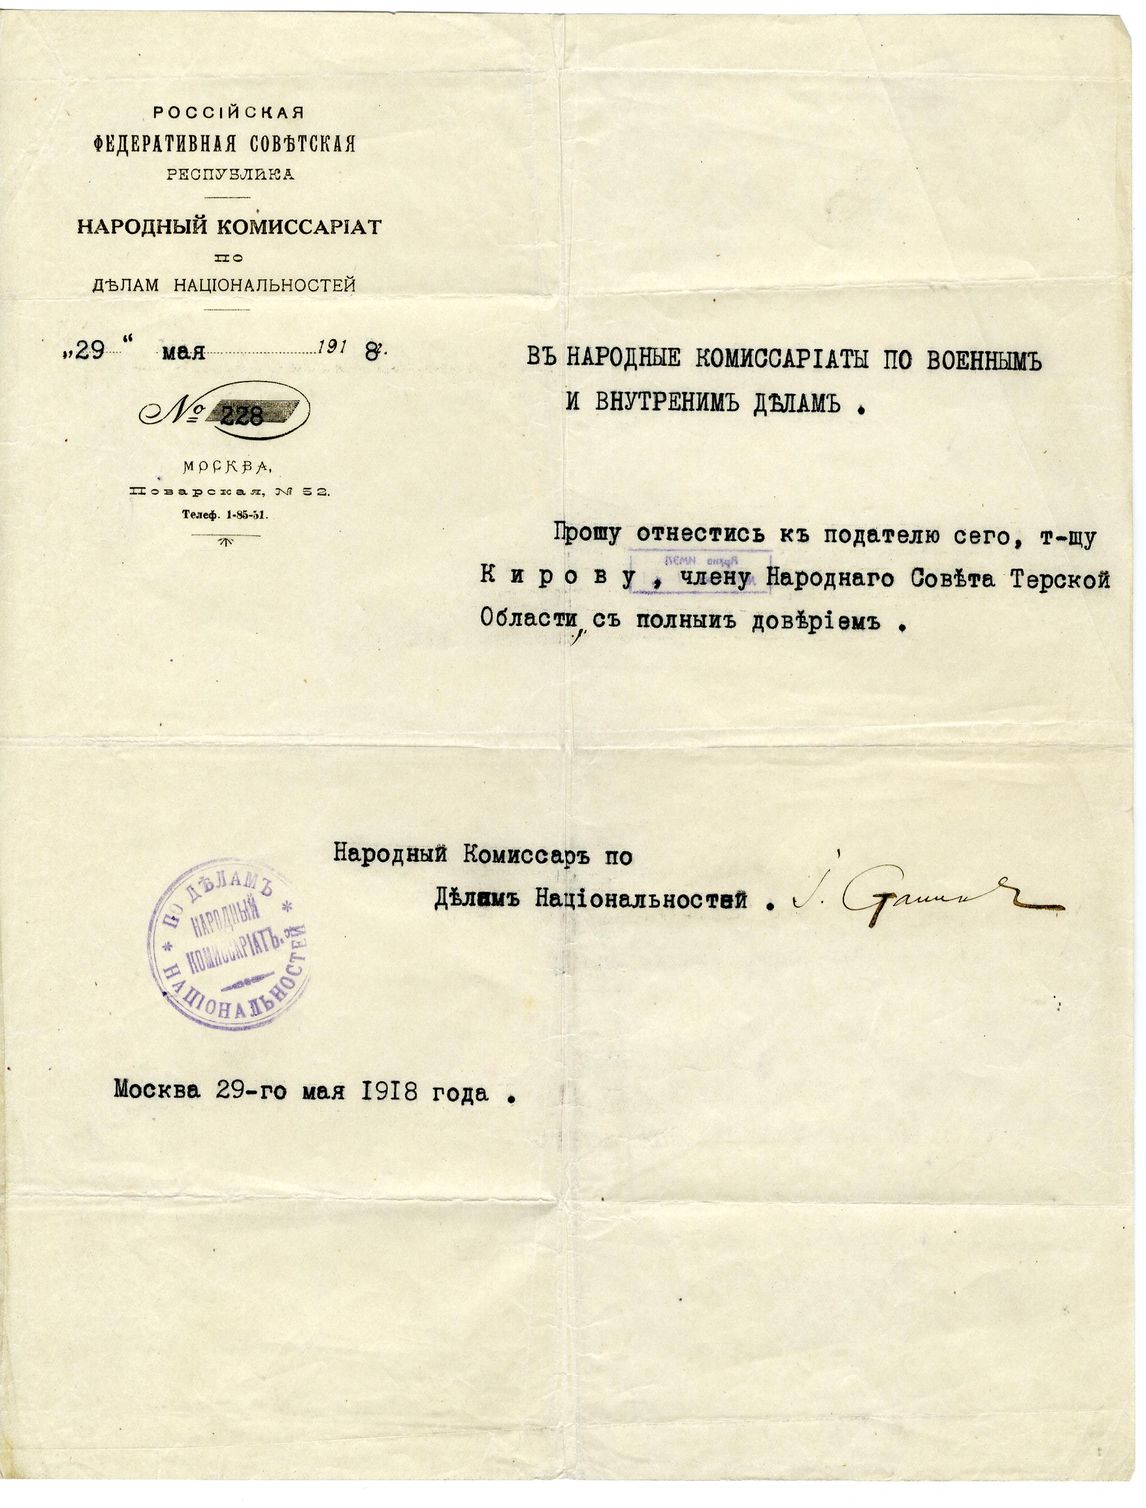 РОССІЙСКАЯ
ФЕДЕРАТИВНАЯ СОВѢТСКАЯ
РЕСПУБЛИКА
НАРОДНЫЙ КОМИССАРІАТ
ПО
ДѢЛАМ НАЦІОНАЛЬНОСТЕЙ
„29“ мая 1918 г.
№ 228
МОСКВА,
Поварская, № 52.
Телеф. 1-85-51.
ВЪ НАРОДНЫЕ КОМИССАРІАТЫ ПО ВОЕННЫМЪ
И ВНУТРЕНИМЪ ДѢЛАМЪ .
Прошу отнестись къ подателю сего, т-щу
К и р о в у , члену Народнаго Совѣта Терской
Области, съ полныиъ довѣріемъ .
Народный Комиссаръ по
Дѣламъ Національностей . І. Сталин
ПО ДѢЛАМЪ
НАРОДНЫЙ
КОМИССАРІАТЪ
НАЦІОНАЛЬНОСТЕЙ
Москва 29-го мая 1918 года .